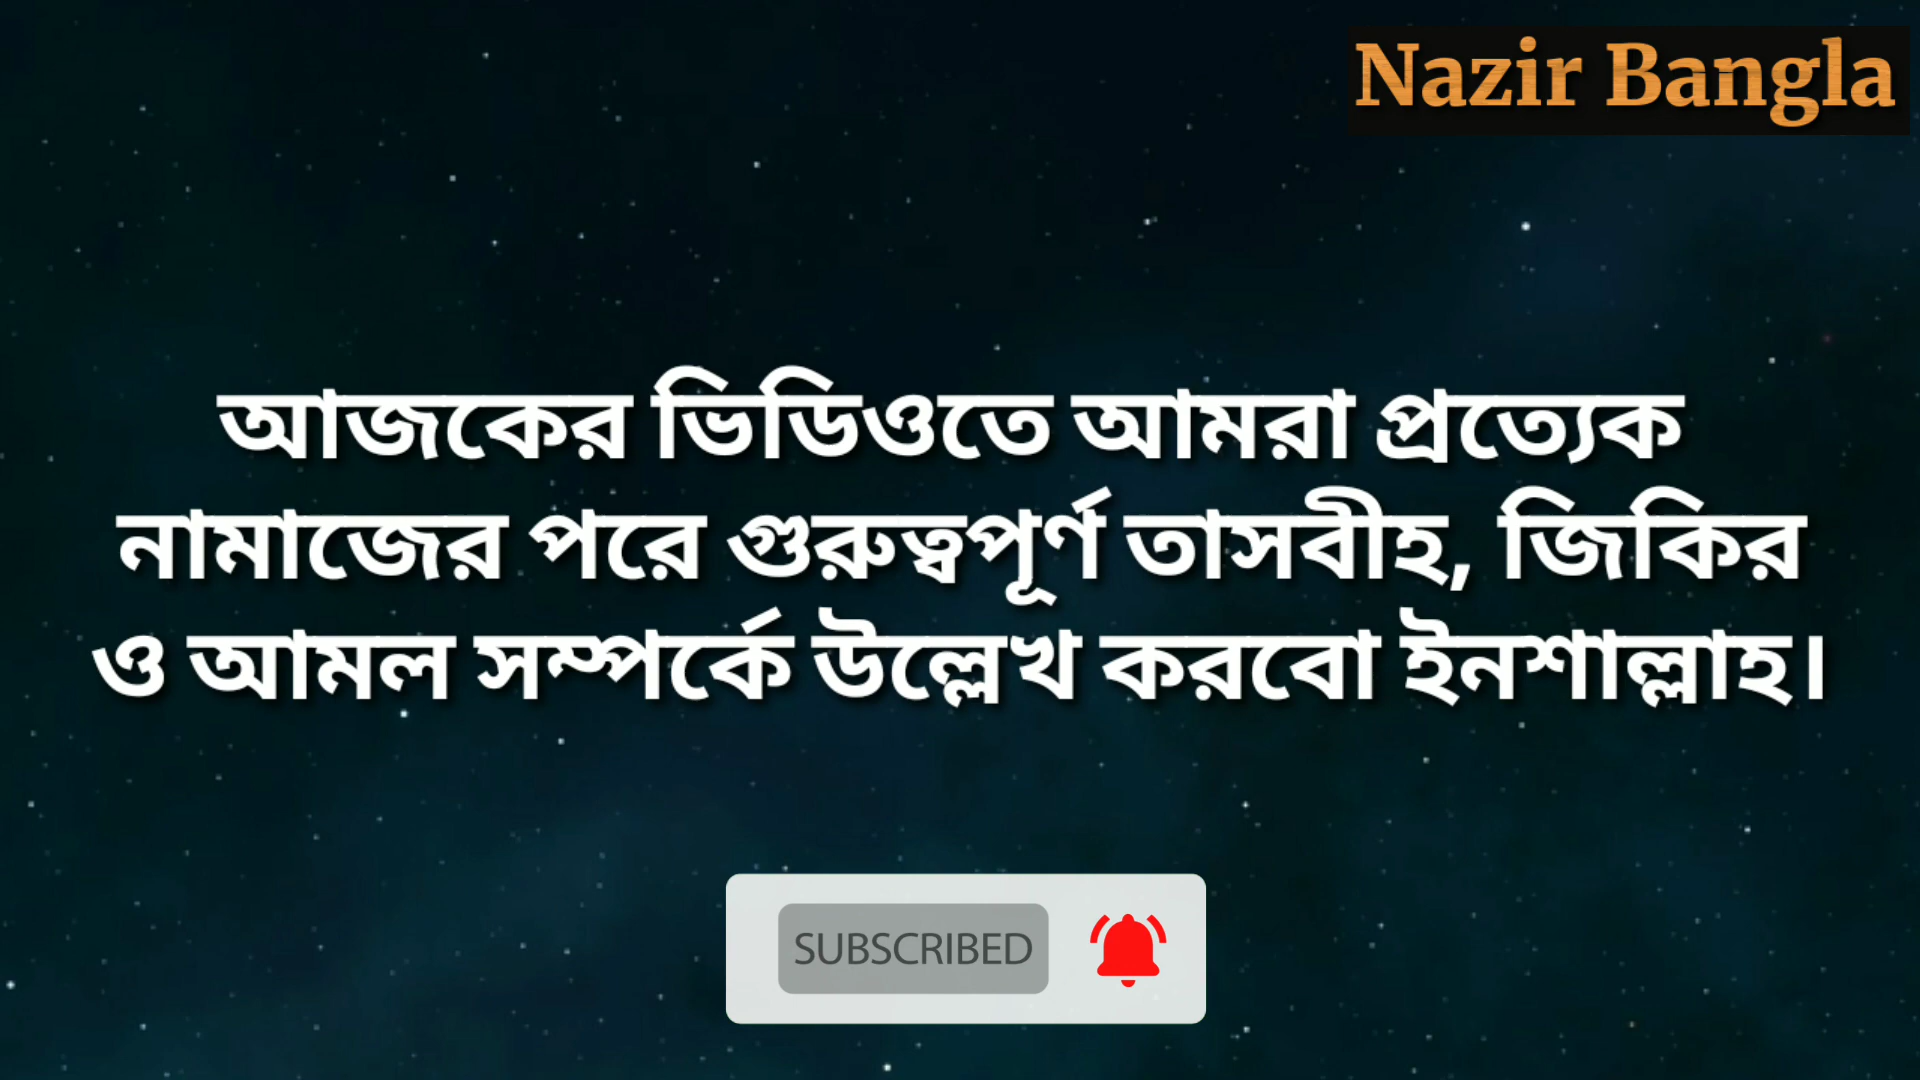 Nazir Bangla
আজকের ভিডিওতে আমরা প্রত্যেক
নামাজের পরে গুরুত্বপূর্ণ তাসবীহ, জিকির
ও আমল সম্পর্কে উল্লেখ করবো ইনশাল্লাহ।
SUBSCRIBED